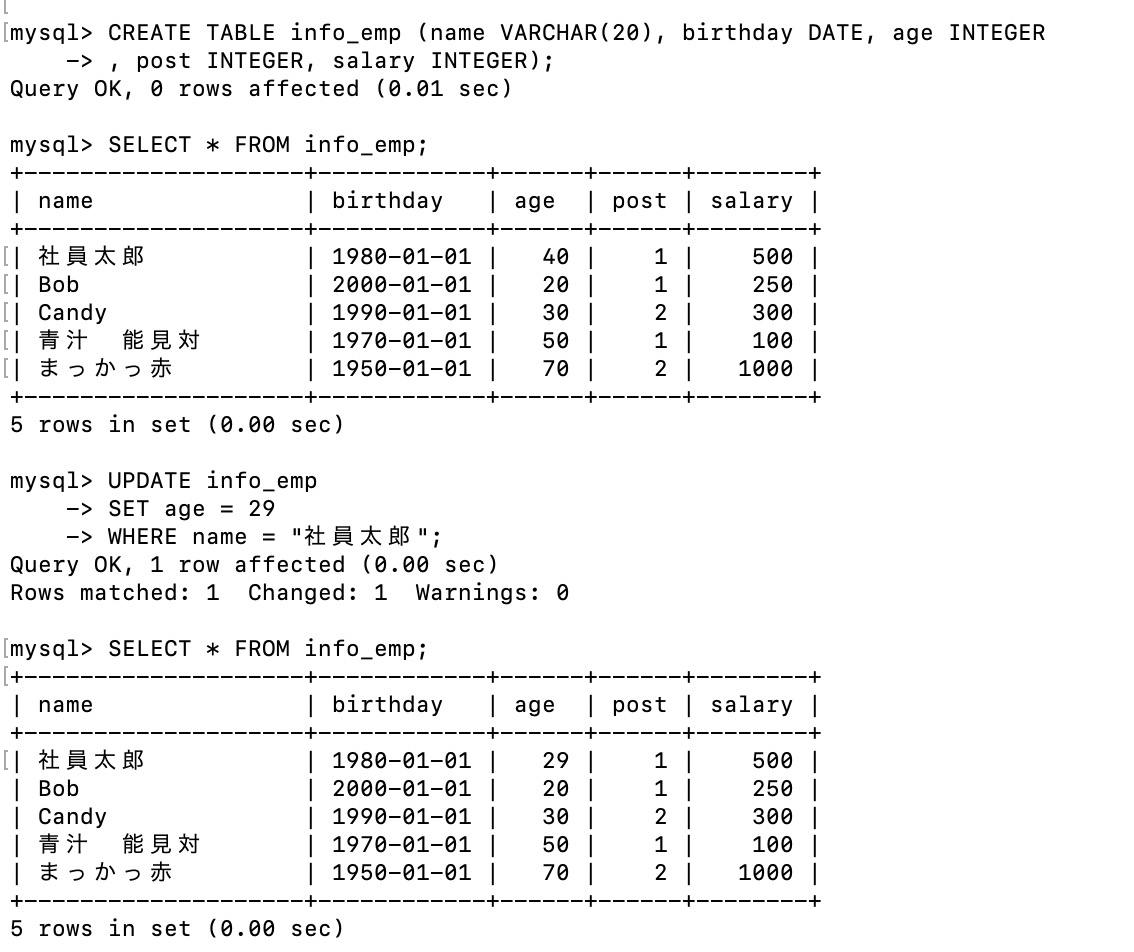 mysql> CREATE TABLE info_emp (name VARCHAR(20), birthday DATE, age INTEGER
    -> , post INTEGER, salary INTEGER);
Query OK, 0 rows affected (0.01 sec)

mysql> SELECT * FROM info_emp;
+--------------------+------------+------+------+--------+
| name               | birthday   | age  | post | salary |
+--------------------+------------+------+------+--------+
| 社員太郎           | 1980-01-01 |   40 |    1 |    500 |
| Bob                | 2000-01-01 |   20 |    1 |    250 |
| Candy              | 1990-01-01 |   30 |    2 |    300 |
| 青汁　能見対       | 1970-01-01 |   50 |    1 |    100 |
| まっかっ赤         | 1950-01-01 |   70 |    2 |   1000 |
+--------------------+------------+------+------+--------+
5 rows in set (0.00 sec)

mysql> UPDATE info_emp
    -> SET age = 29
    -> WHERE name = "社員太郎";
Query OK, 1 row affected (0.00 sec)
Rows matched: 1  Changed: 1  Warnings: 0

mysql> SELECT * FROM info_emp;
+--------------------+------------+------+------+--------+
| name               | birthday   | age  | post | salary |
+--------------------+------------+------+------+--------+
| 社員太郎           | 1980-01-01 |   29 |    1 |    500 |
| Bob                | 2000-01-01 |   20 |    1 |    250 |
| Candy              | 1990-01-01 |   30 |    2 |    300 |
| 青汁　能見対       | 1970-01-01 |   50 |    1 |    100 |
| まっかっ赤         | 1950-01-01 |   70 |    2 |   1000 |
+--------------------+------------+------+------+--------+
5 rows in set (0.00 sec)